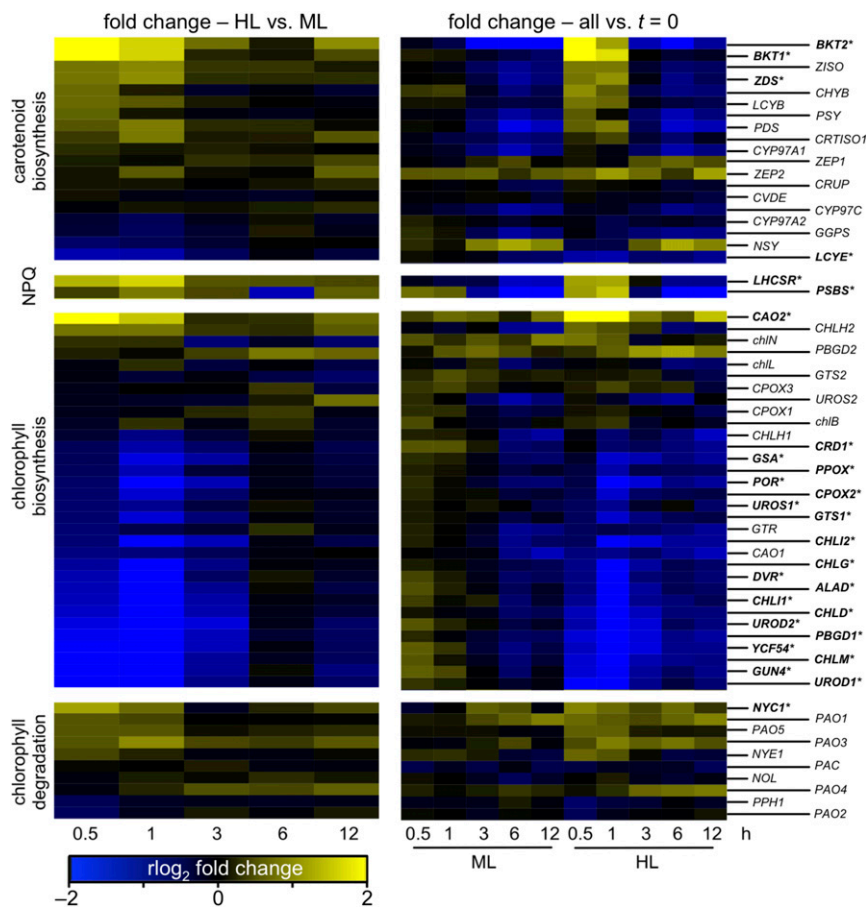 fold change – HL vs. ML
fold change – all vs. t = 0
carotenoid
biosynthesis
BKT2*
BKT1*
ZISO
ZDS*
CHYB
LCYB
PSY
PDS
CRTISO1
CYP97A1
ZEP1
ZEP2
CRUP
CVDE
CYP97C
CYP97A2
GGPS
NSY
LCYE*
NPQ
LHCSR*
PSBS*
chlorophyll
biosynthesis
CAO2*
CHLH2
chlN
PBGD2
chlL
GTS2
CPOX3
UROS2
CPOX1
chlB
CHLH1
CRD1*
GSA*
PPOX*
POR*
CPOX2*
UROS1*
GTS1*
GTR
CHLI2*
CAO1
CHLG*
DVR*
ALAD*
CHLI1*
CHLD*
UROD2*
PBGD1*
YCF54*
CHLM*
GUN4*
UROD1*
chlorophyll
degradation
NYC1*
PAO1
PAO5
PAO3
NYE1
PAC
NOL
PAO4
PPH1
PAO2
0.5 1 3 6 12 0.5 1 3 6 12 0.5 1 3 6 12 h
ML HL
rlog2 fold change
−2 0 2